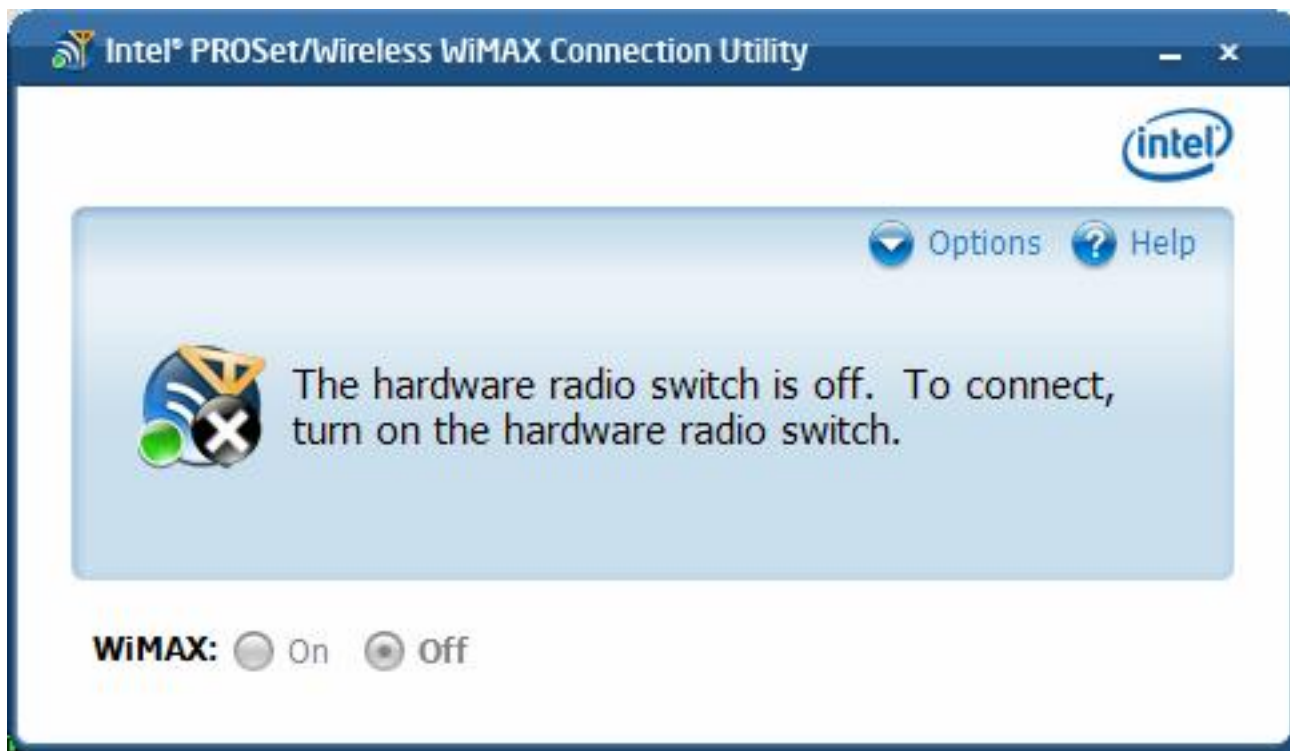 Intel® PROSet/Wireless WiMAX Connection Utility
intel
Options Help
The hardware radio switch is off. To connect,
turn on the hardware radio switch.
WiMAX: On Off